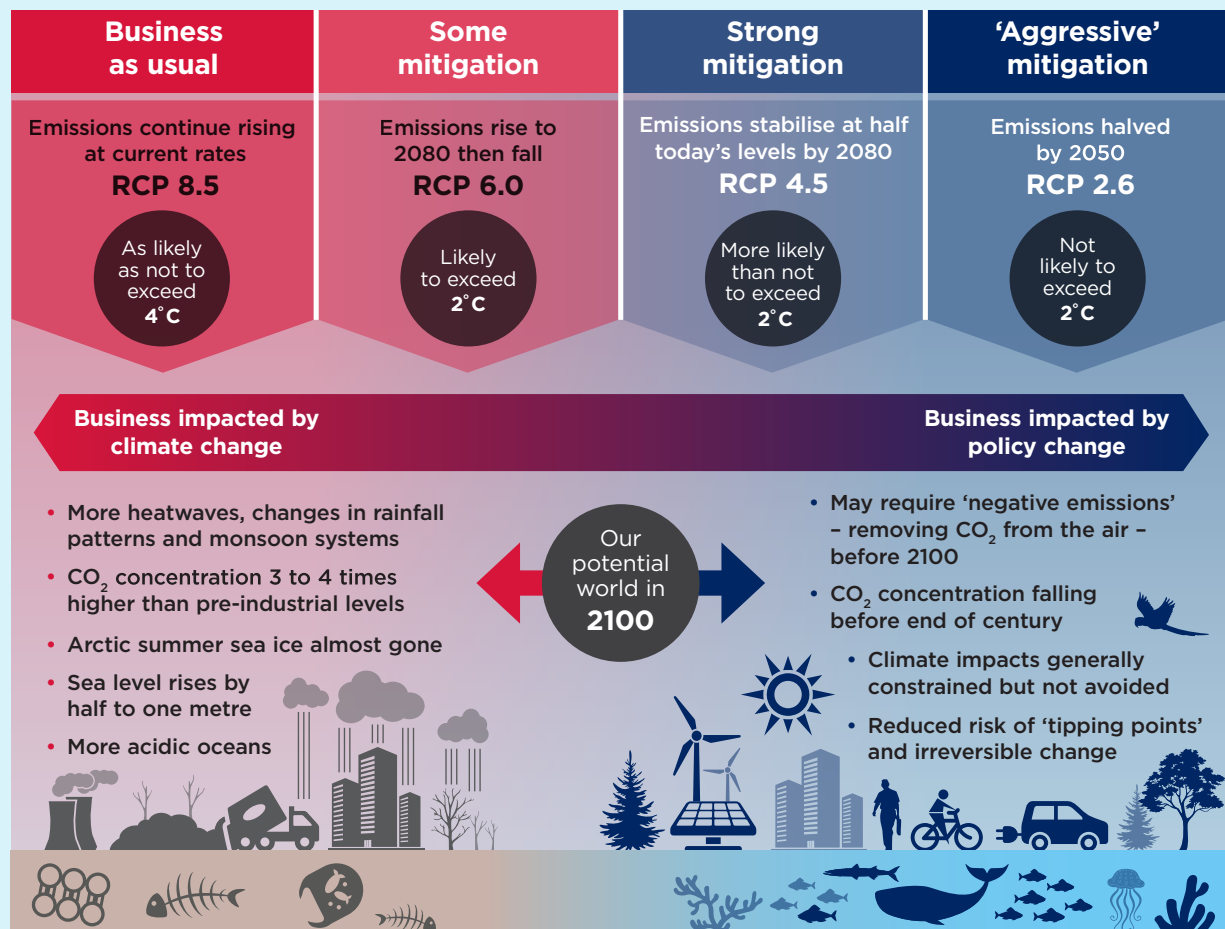 Business
as usual
Emissions continue rising
at current rates
RCP 8.5
As likely
as not to
exceed
4°C
Some
mitigation
Emissions rise to
2080 then fall
RCP 6.0
Likely
to exceed
2°C
Strong
mitigation
Emissions stabilise at half
today's levels by 2080
RCP 4.5
More likely
than not
to exceed
2°C
‘Aggressive’
mitigation
Emissions halved
by 2050
RCP 2.6
Not
likely to
exceed
2°C
Business impacted by
climate change
Business impacted by
policy change
• More heatwaves, changes in rainfall
patterns and monsoon systems
• CO₂ concentration 3 to 4 times
higher than pre-industrial levels
• Arctic summer sea ice almost gone
• Sea level rises by
half to one metre
• More acidic oceans
Our
potential
world in
2100
• May require ‘negative emissions’
– removing CO₂ from the air –
before 2100
• CO₂ concentration falling
before end of century
• Climate impacts generally
constrained but not avoided
• Reduced risk of ‘tipping points’
and irreversible change